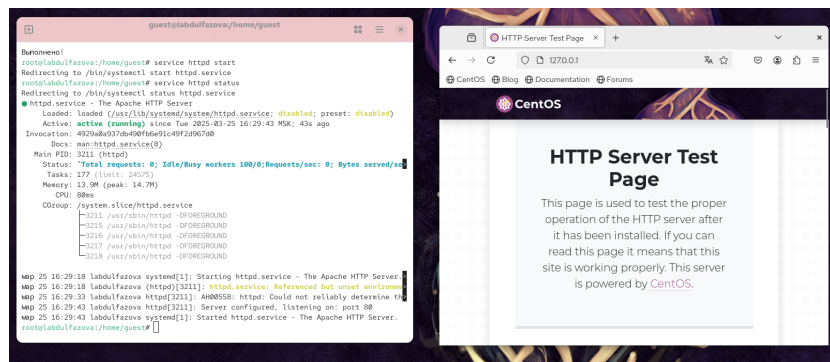 guest@labdulfazova:/home/guest
Выполнено!
root@labdulfazova:/home/guest# service httpd start
Redirecting to /bin/systemctl start httpd.service
root@labdulfazova:/home/guest# service httpd status
Redirecting to /bin/systemctl status httpd.service
● httpd.service - The Apache HTTP Server
Loaded: loaded (/usr/lib/systemd/system/httpd.service; disabled; preset: disabled)
Active: active (running) since Tue 2025-03-25 16:29:43 MSK; 43s ago
Invocation: 4929a0a937db490fb6e91c49f2d967d0
Docs: man:httpd.service(8)
Main PID: 3211 (httpd)
Status: "Total requests: 0; Idle/Busy workers 100/0;Requests/sec: 0; Bytes served/se>
Tasks: 177 (limit: 24575)
Memory: 13.9M (peak: 14.7M)
CPU: 80ms
CGroup: /system.slice/httpd.service
├─3211 /usr/sbin/httpd -DFOREGROUND
├─3215 /usr/sbin/httpd -DFOREGROUND
├─3216 /usr/sbin/httpd -DFOREGROUND
├─3217 /usr/sbin/httpd -DFOREGROUND
└─3218 /usr/sbin/httpd -DFOREGROUND
мар 25 16:29:18 labdulfazova systemd[1]: Starting httpd.service - The Apache HTTP Server.>
мар 25 16:29:18 labdulfazova (httpd)[3211]: httpd.service: Referenced but unset environme>
мар 25 16:29:33 labdulfazova httpd[3211]: AH00558: httpd: Could not reliably determine th>
мар 25 16:29:43 labdulfazova httpd[3211]: Server configured, listening on: port 80
мар 25 16:29:43 labdulfazova systemd[1]: Started httpd.service - The Apache HTTP Server.
root@labdulfazova:/home/guest#
HTTP Server Test Page
127.0.0.1
CentOS Blog Documentation Forums
CentOS
HTTP Server Test
Page
This page is used to test the proper
operation of the HTTP server after
it has been installed. If you can
read this page it means that this
site is working properly. This server
is powered by CentOS.